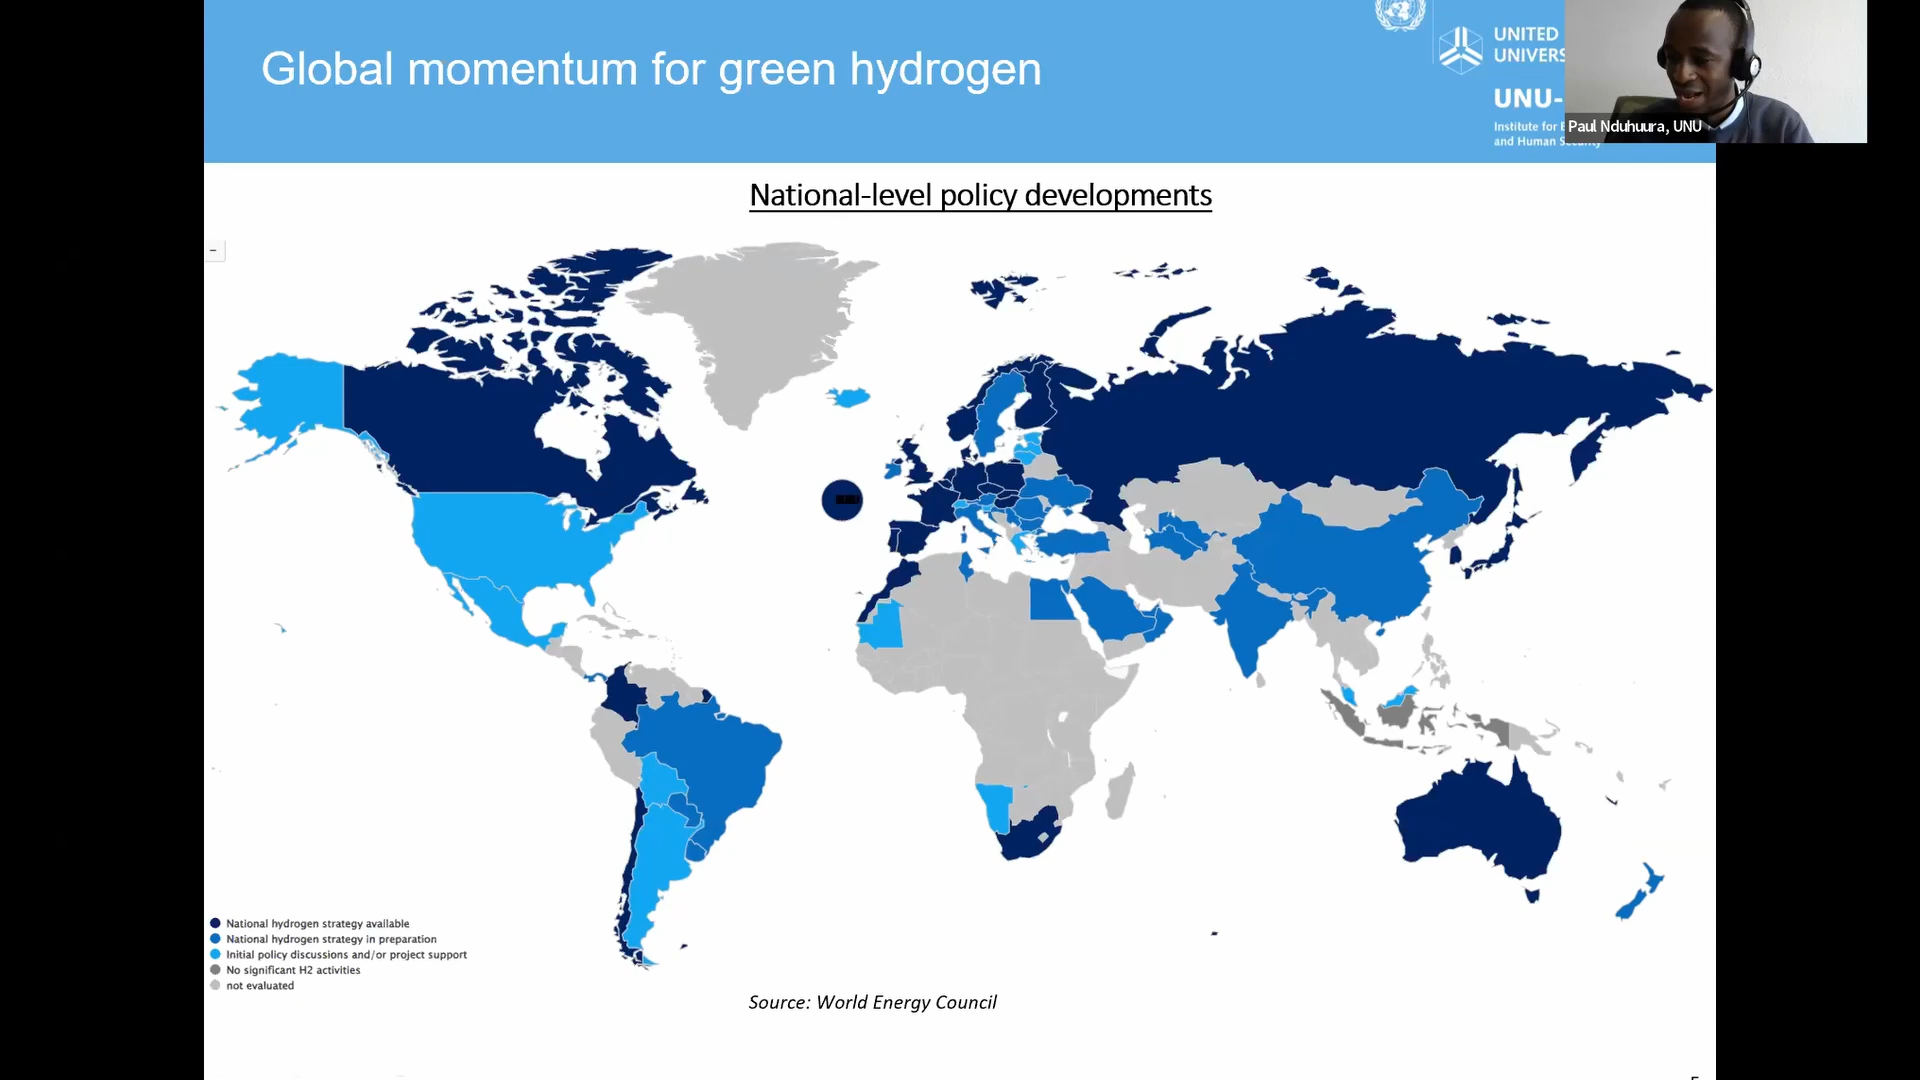 Global momentum for green hydrogen
UNITED
UNIVERS
UNU-
Institute for E
and Human Security
Paul Nduhuura, UNU
National-level policy developments
−
National hydrogen strategy available
National hydrogen strategy in preparation
Initial policy discussions and/or project support
No significant H2 activities
not evaluated
Source: World Energy Council